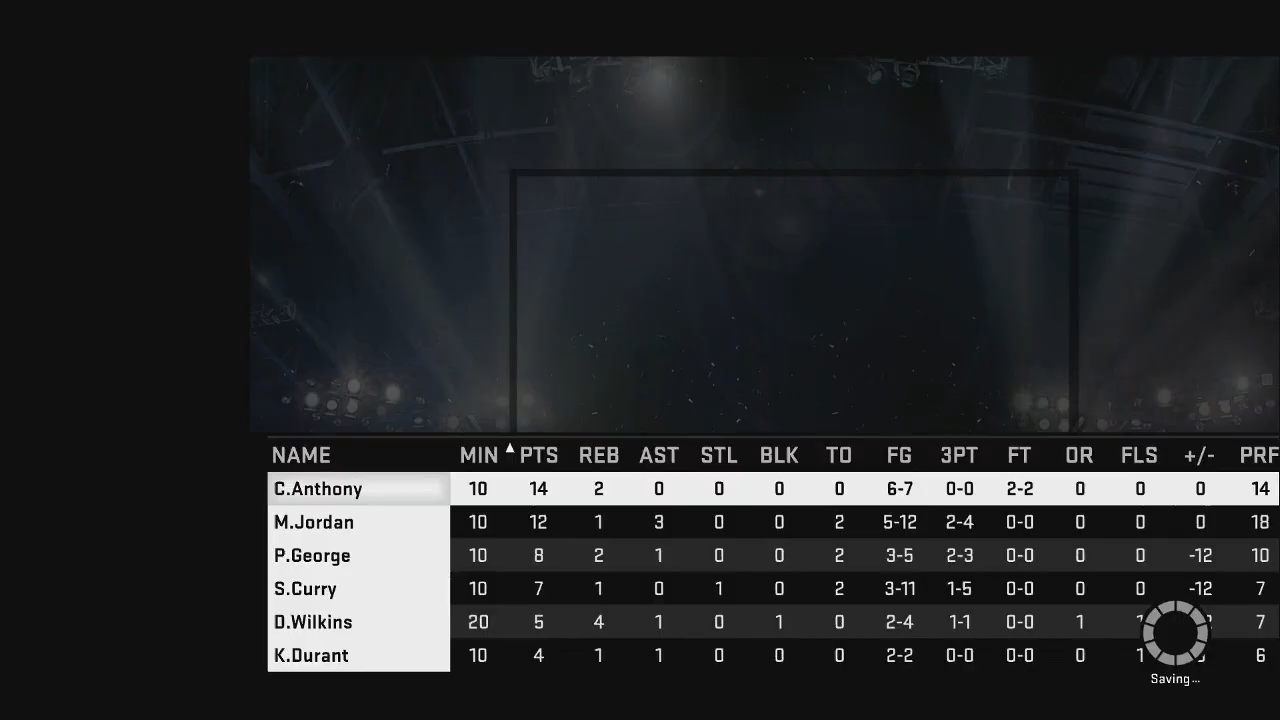 NAME MIN PTS REB AST STL BLK TO FG 3PT FT OR FLS +/- PRF
C.Anthony 10 14 2 0 0 0 0 6-7 0-0 2-2 0 0 0 14
M.Jordan 10 12 1 3 0 0 2 5-12 2-4 0-0 0 0 0 18
P.George 10 8 2 1 0 0 2 3-5 2-3 0-0 0 0 -12 10
S.Curry 10 7 1 0 1 0 2 3-11 1-5 0-0 0 0 -12 7
D.Wilkins 20 5 4 1 0 1 0 2-4 1-1 0-0 1 7
K.Durant 10 4 1 1 0 0 0 2-2 0-0 0-0 0 1 6
Saving...